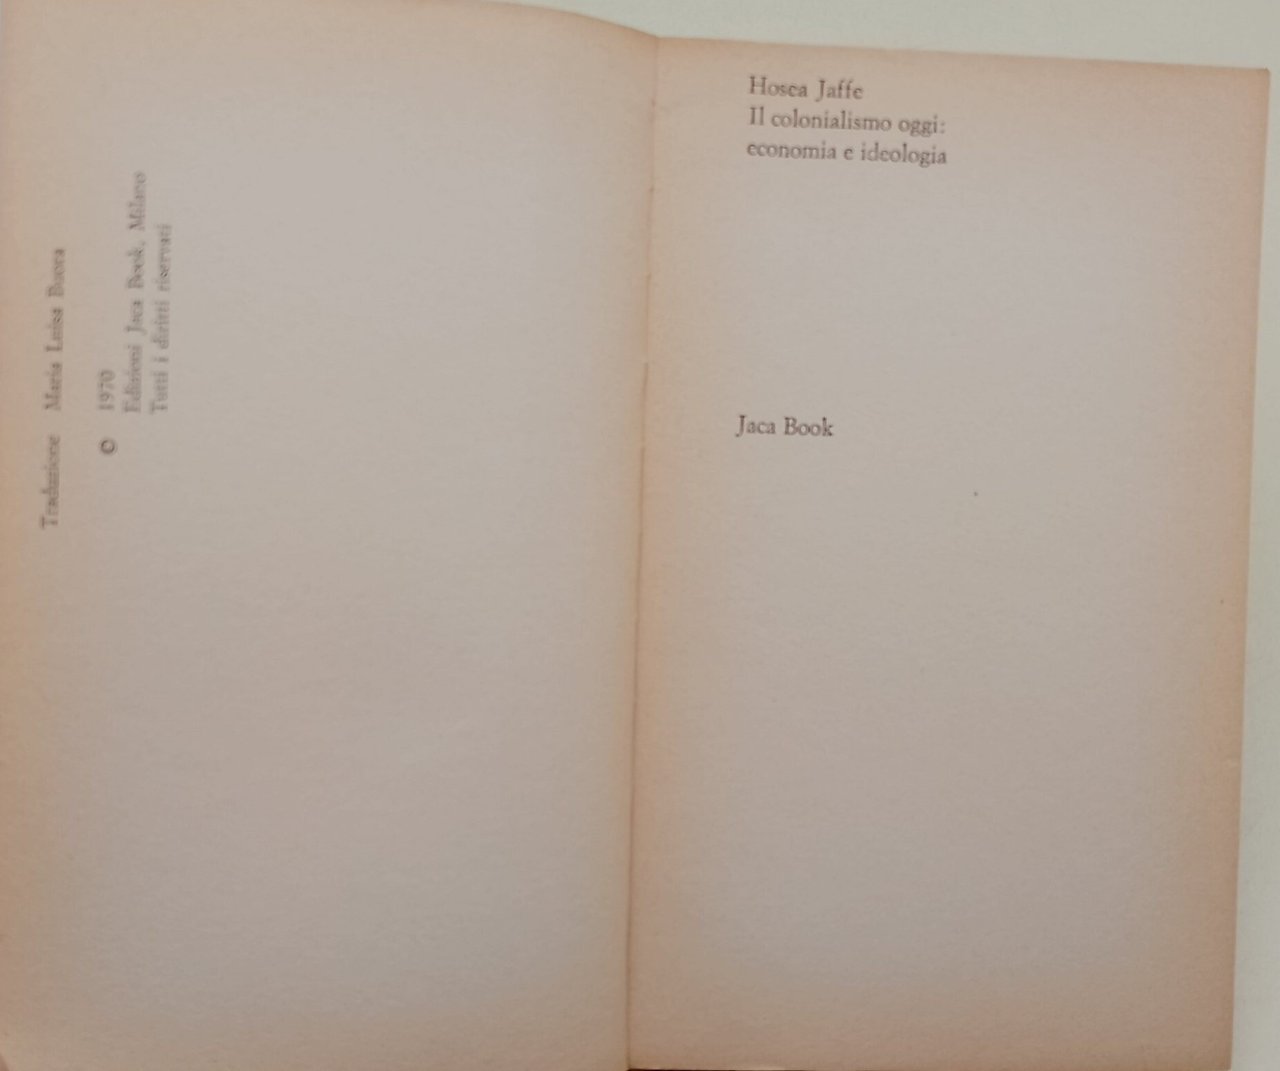 Traduzione Maria Luisa Buora
© 1970
Edizioni Jaca Book, Milano
Tutti i diritti riservati
Hosea Jaffe
Il colonialismo oggi:
economia e ideologia
Jaca Book